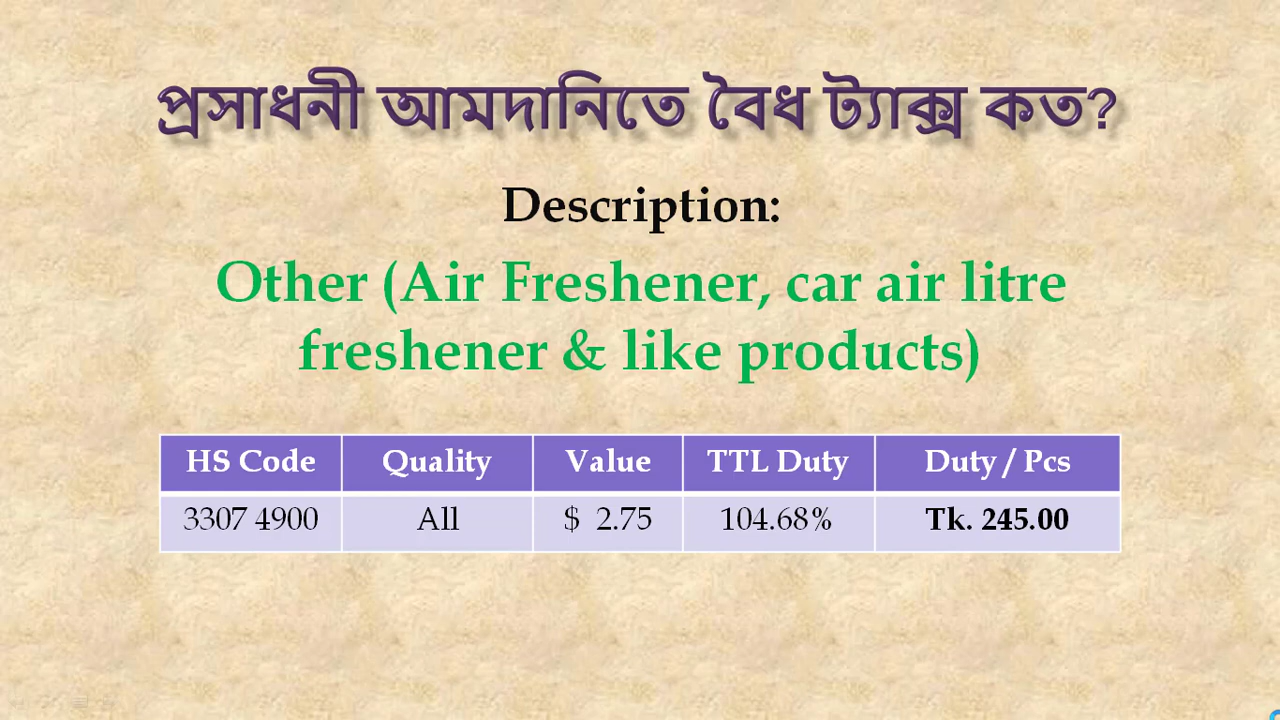 প্রসাধনী আমদানিতে বৈধ ট্যাক্স কত?
Description:
Other (Air Freshener, car air litre
freshener & like products)
HS Code Quality Value TTL Duty Duty / Pcs
3307 4900 All $ 2.75 104.68% Tk. 245.00